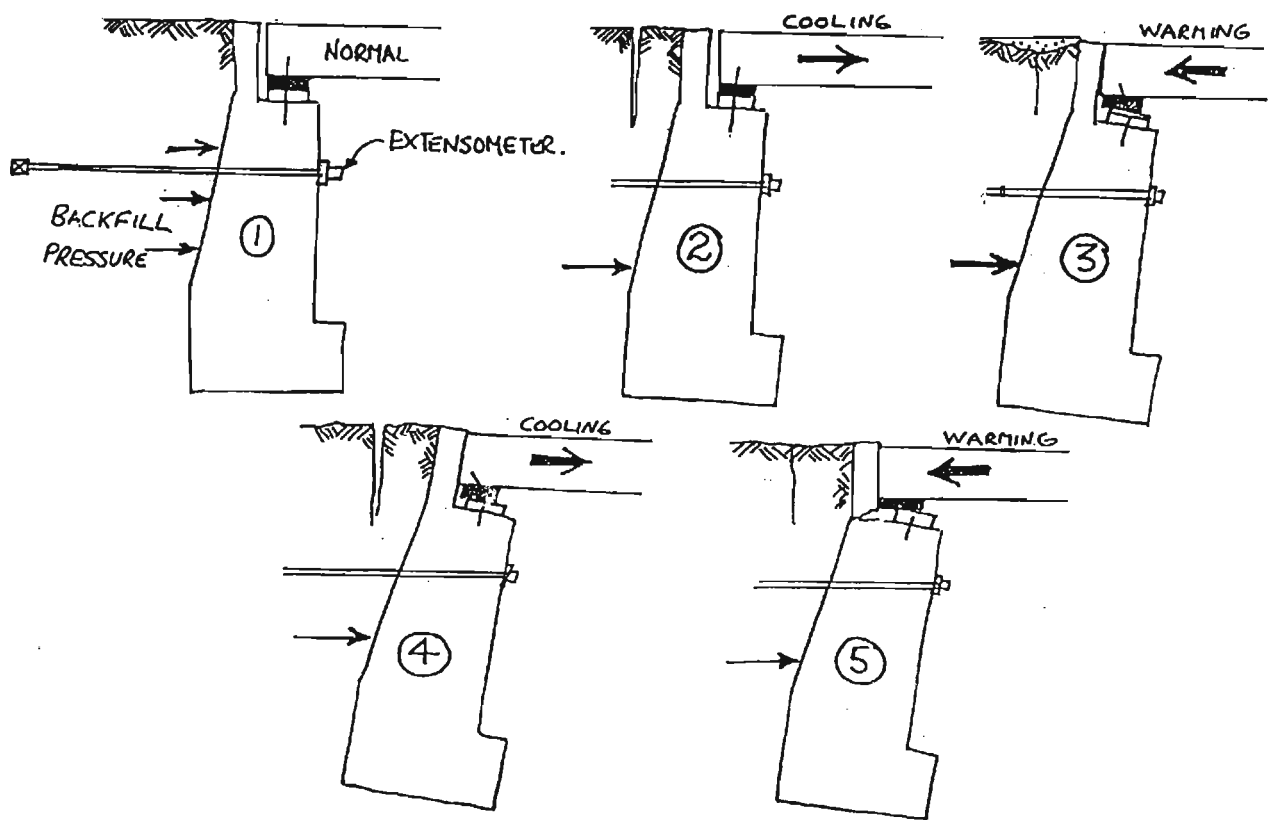 NORMAL
EXTENSOMETER.
BACKFILL
PRESSURE
①
COOLING
②
WARMING
③
COOLING
④
WARMING
⑤